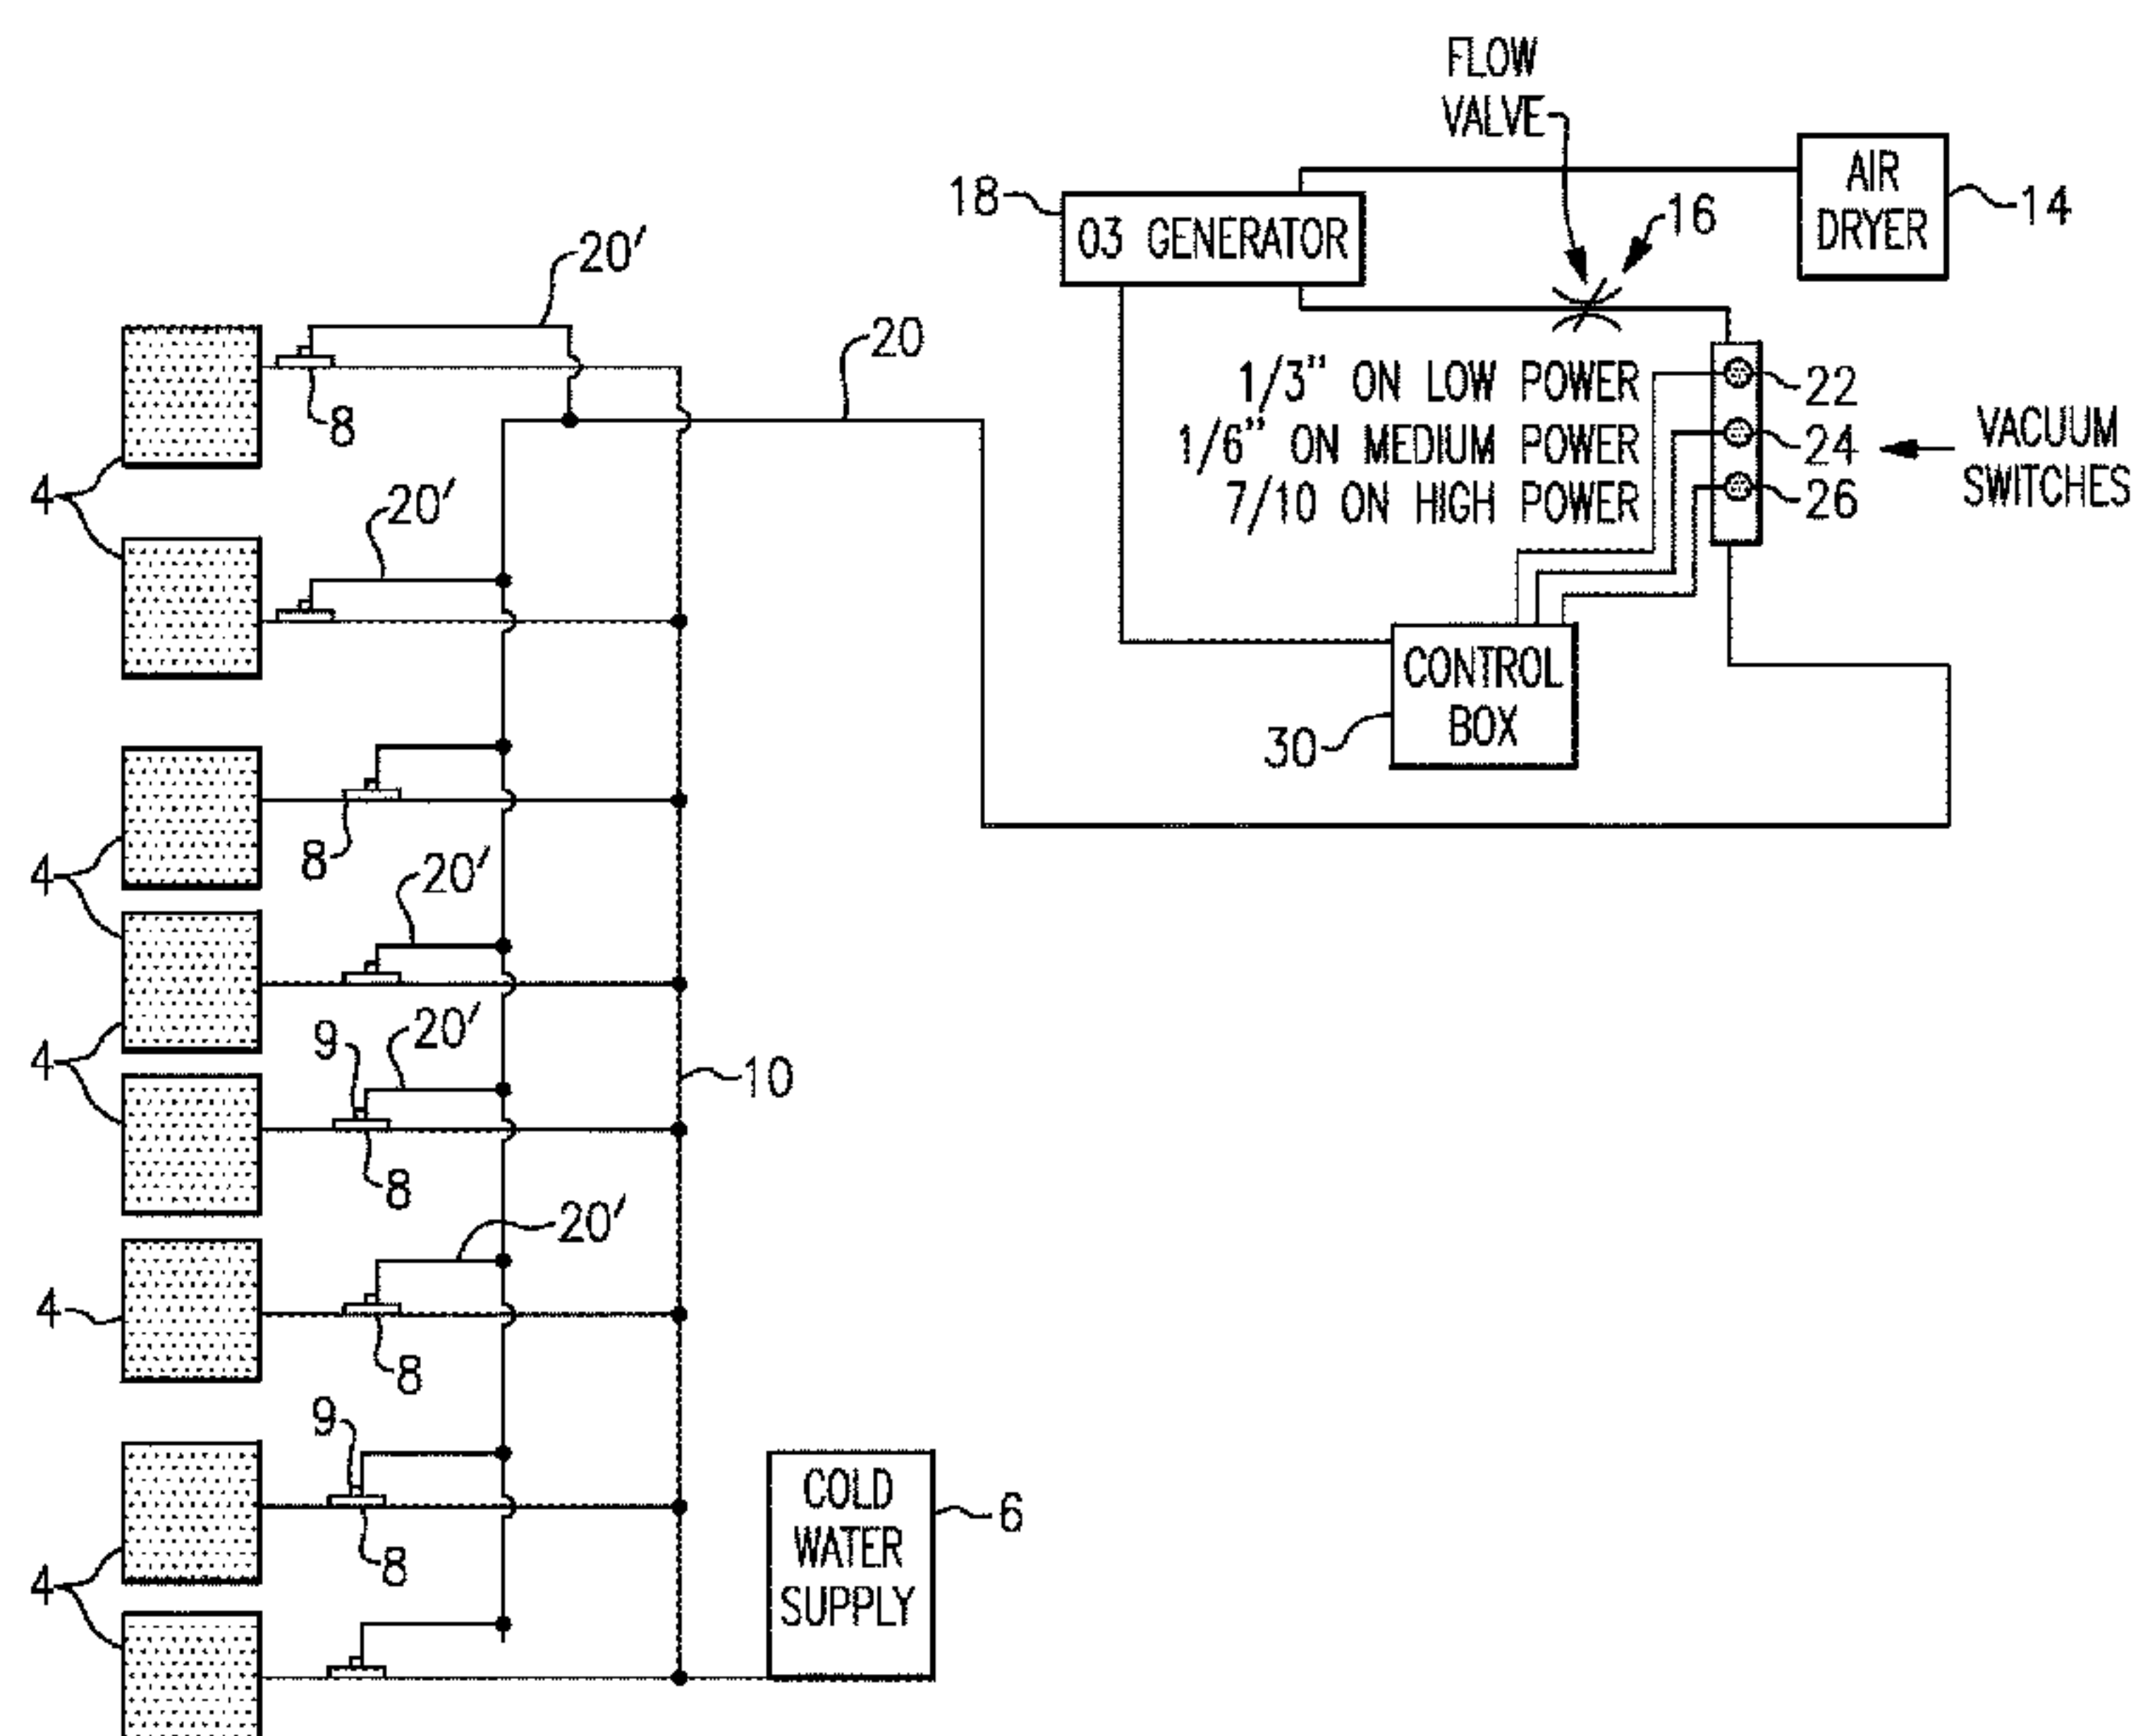 FLOW
VALVE
AIR
DRYER
14
16
18
O3 GENERATOR
20'
20
1/3" ON LOW POWER
22
8
1/6" ON MEDIUM POWER
24
VACUUM
SWITCHES
7/10 ON HIGH POWER
26
4
20'
CONTROL
BOX
30
8
4
20'
9
20'
4
10
8
20'
4
8
9
COLD
WATER
SUPPLY
6
8
4